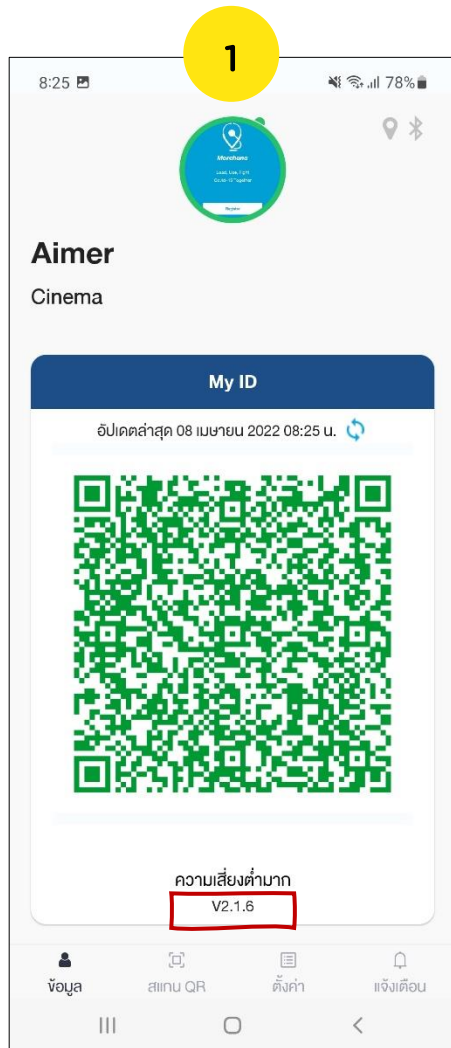 1
8:25 78%
Morchana
Register
Aimer
Cinema
My ID
อัปเดตล่าสุด 08 เมษายน 2022 08:25 น.
ความเสี่ยงต่ำมาก
V2.1.6
ข้อมูล สแกน QR ตั้งค่า แจ้งเตือน